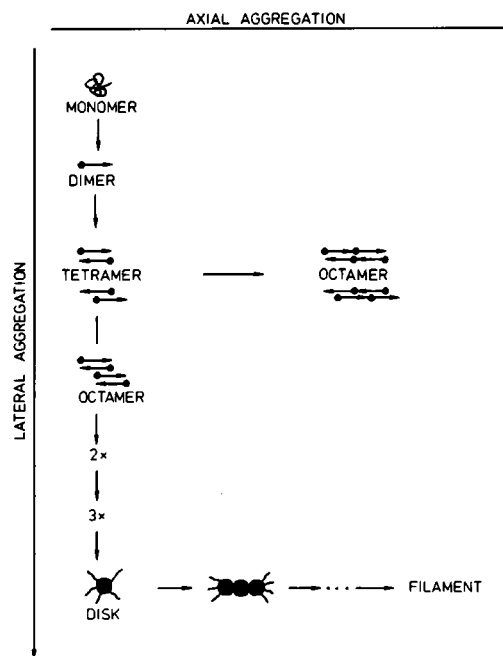 AXIAL AGGREGATION
LATERAL AGGREGATION
MONOMER
DIMER
TETRAMER
OCTAMER
OCTAMER
2×
3×
DISK
... FILAMENT